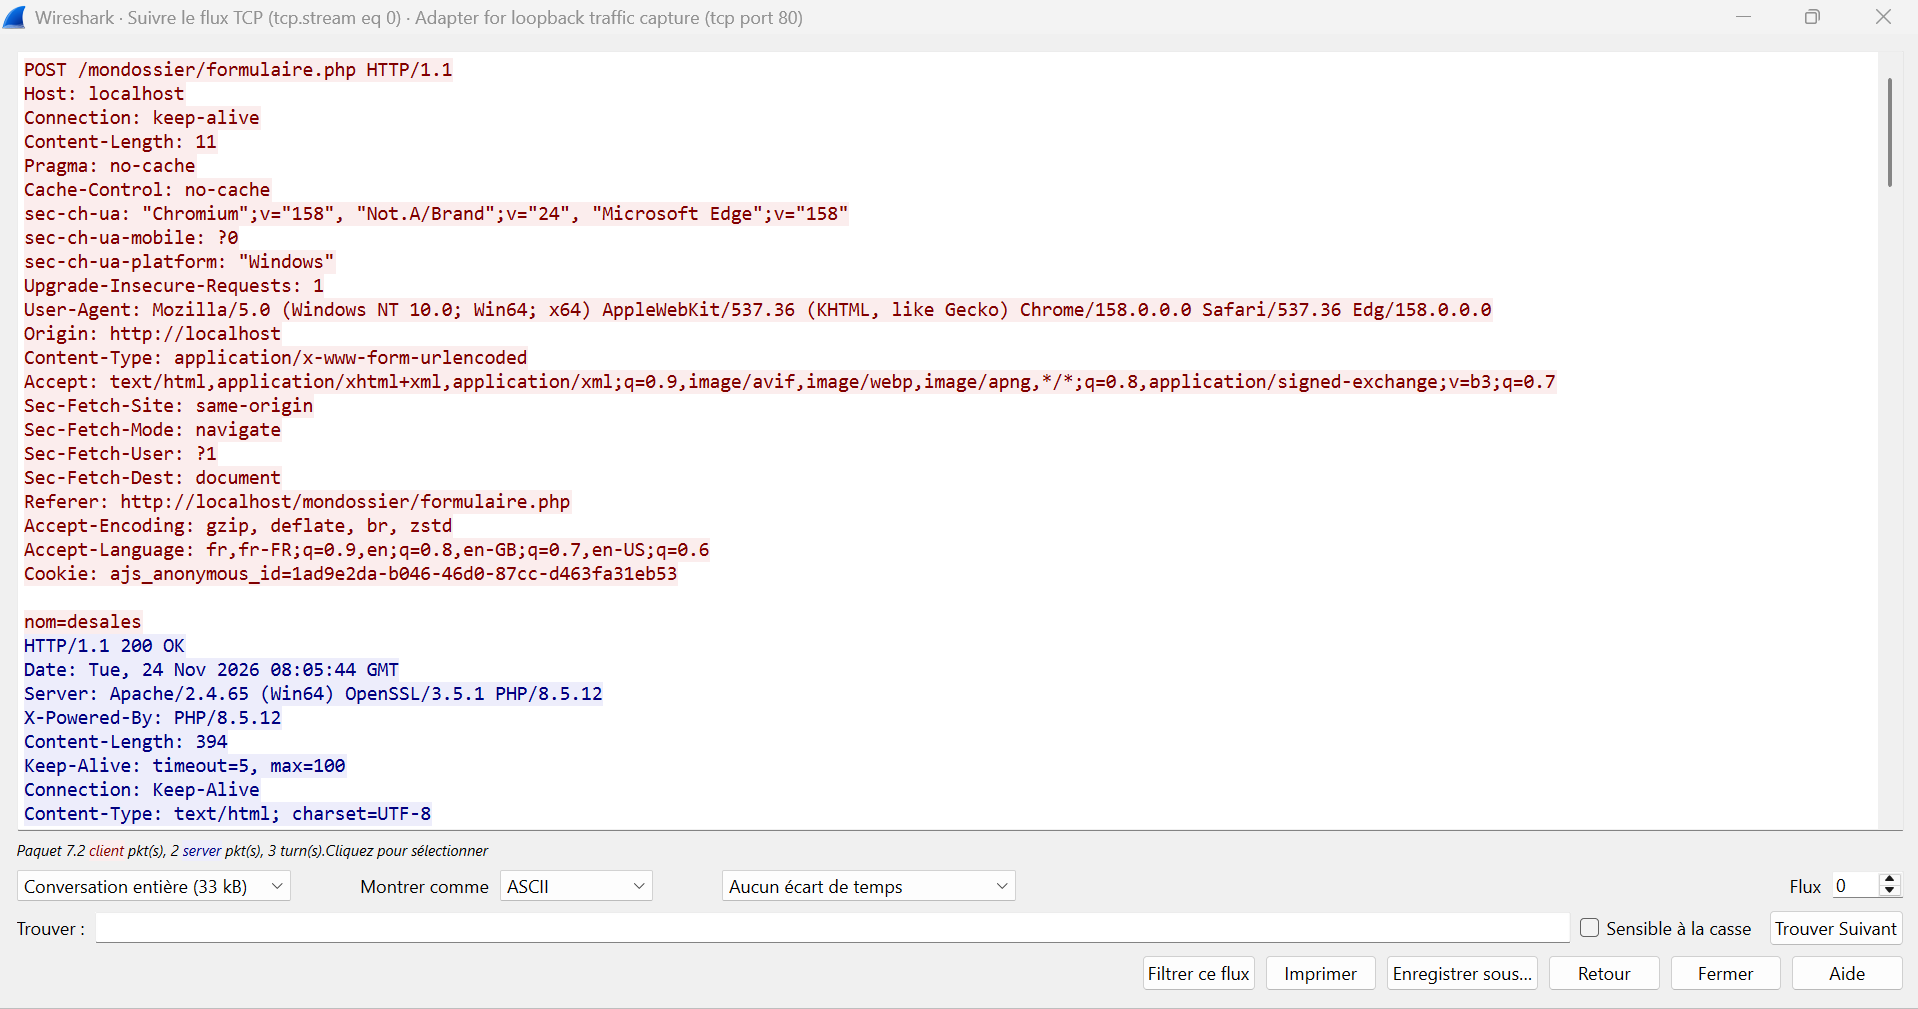 Wireshark · Suivre le flux TCP (tcp.stream eq 0) · Adapter for loopback traffic capture (tcp port 80)
POST /mondossier/formulaire.php HTTP/1.1
Host: localhost
Connection: keep-alive
Content-Length: 11
Pragma: no-cache
Cache-Control: no-cache
sec-ch-ua: "Chromium";v="158", "Not.A/Brand";v="24", "Microsoft Edge";v="158"
sec-ch-ua-mobile: ?0
sec-ch-ua-platform: "Windows"
Upgrade-Insecure-Requests: 1
User-Agent: Mozilla/5.0 (Windows NT 10.0; Win64; x64) AppleWebKit/537.36 (KHTML, like Gecko) Chrome/158.0.0.0 Safari/537.36 Edg/158.0.0.0
Origin: http://localhost
Content-Type: application/x-www-form-urlencoded
Accept: text/html,application/xhtml+xml,application/xml;q=0.9,image/avif,image/webp,image/apng,*/*;q=0.8,application/signed-exchange;v=b3;q=0.7
Sec-Fetch-Site: same-origin
Sec-Fetch-Mode: navigate
Sec-Fetch-User: ?1
Sec-Fetch-Dest: document
Referer: http://localhost/mondossier/formulaire.php
Accept-Encoding: gzip, deflate, br, zstd
Accept-Language: fr,fr-FR;q=0.9,en;q=0.8,en-GB;q=0.7,en-US;q=0.6
Cookie: ajs_anonymous_id=1ad9e2da-b046-46d0-87cc-d463fa31eb53
nom=desales
HTTP/1.1 200 OK
Date: Tue, 24 Nov 2026 08:05:44 GMT
Server: Apache/2.4.65 (Win64) OpenSSL/3.5.1 PHP/8.5.12
X-Powered-By: PHP/8.5.12
Content-Length: 394
Keep-Alive: timeout=5, max=100
Connection: Keep-Alive
Content-Type: text/html; charset=UTF-8
Paquet 7.2 client pkt(s), 2 server pkt(s), 3 turn(s).Cliquez pour sélectionner
Conversation entière (33 kB) Montrer comme ASCII Aucun écart de temps Flux 0
Trouver : Sensible à la casse Trouver Suivant
Filtrer ce flux Imprimer Enregistrer sous... Retour Fermer Aide